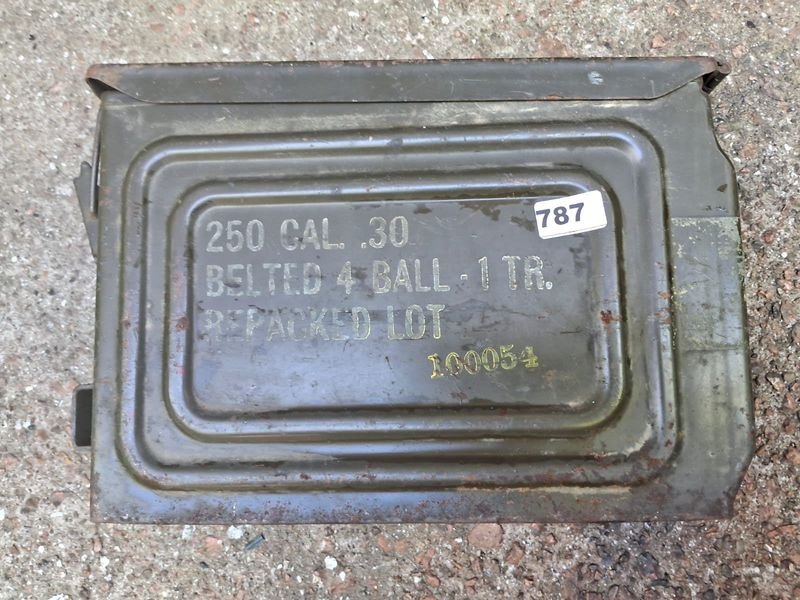 787
250 CAL. .30
BELTED 4 BALL - 1 TR.
REPACKED LOT
100054